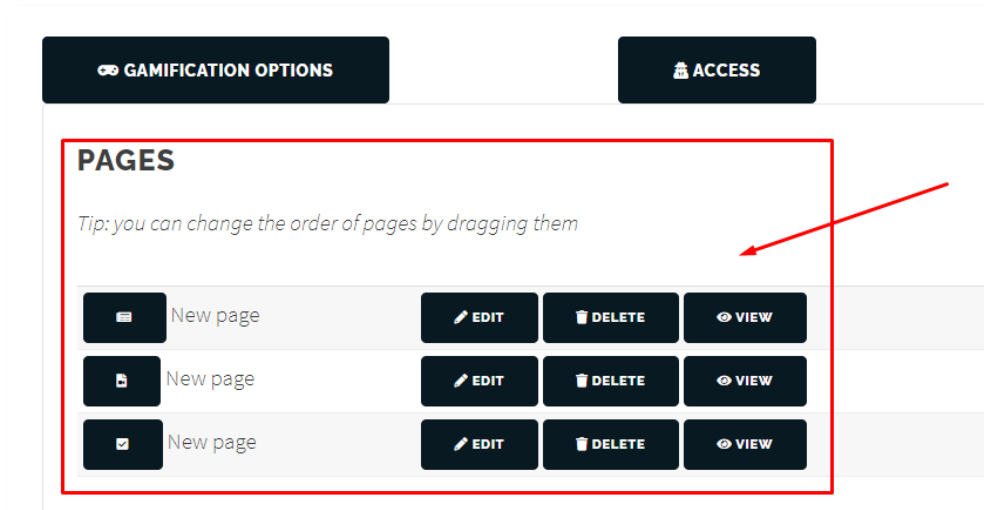 GAMIFICATION OPTIONS ACCESS
PAGES
Tip: you can change the order of pages by dragging them
New page EDIT DELETE VIEW
New page EDIT DELETE VIEW
New page EDIT DELETE VIEW